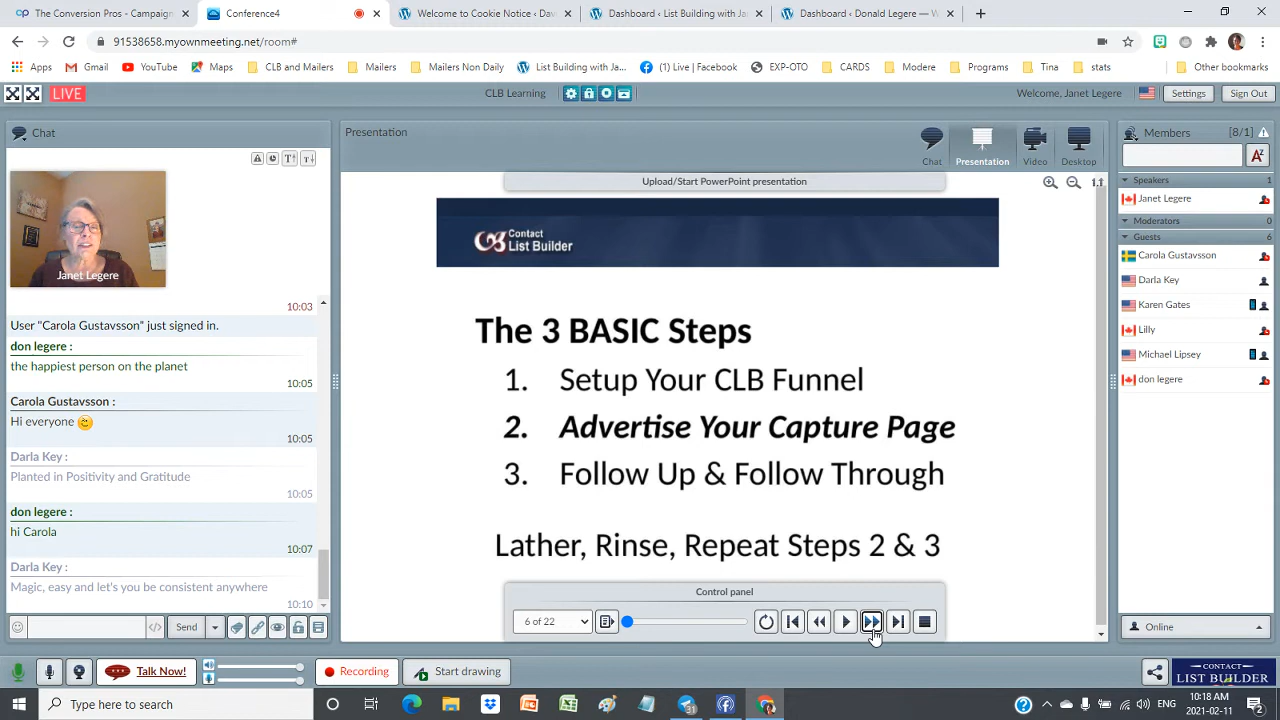 The Conversion Pros - Campaign
Conference4
Welcome to Cookie Notice ‹ Dav
Dashboard ‹ List Building with Ja
Dashboard ‹ Donald Legere — W
91538658.myownmeeting.net/room#
Apps
Gmail
YouTube
Maps
CLB and Mailers
Mailers
Mailers Non Daily
List Building with Ja...
(1) Live | Facebook
EXP-OTO
CARDS
Modere
Programs
Tina
stats
Other bookmarks
LIVE
CLB Learning
Welcome, Janet Legere
Settings
Sign Out
Chat
Janet Legere
10:03
User "Carola Gustavsson" just signed in.
don legere :
the happiest person on the planet
10:05
Carola Gustavsson :
Hi everyone
10:05
Darla Key :
Planted in Positivity and Gratitude
10:05
don legere :
hi Carola
10:07
Darla Key :
Magic, easy and let's you be consistent anywhere
10:10
Send
Presentation
Chat
Presentation
Video
Desktop
Upload/Start PowerPoint presentation
1:1
Contact
List Builder
The 3 BASIC Steps
1. Setup Your CLB Funnel
2. Advertise Your Capture Page
3. Follow Up & Follow Through
Lather, Rinse, Repeat Steps 2 & 3
Control panel
6 of 22
Members
[8/1]
Speakers 1
Janet Legere
Moderators 0
Guests 6
Carola Gustavsson
Darla Key
Karen Gates
Lilly
Michael Lipsey
don legere
Online
Talk Now!
Recording
Start drawing
CONTACT
LIST BUILDER
Type here to search
31
ENG
10:18 AM
2021-02-11
2